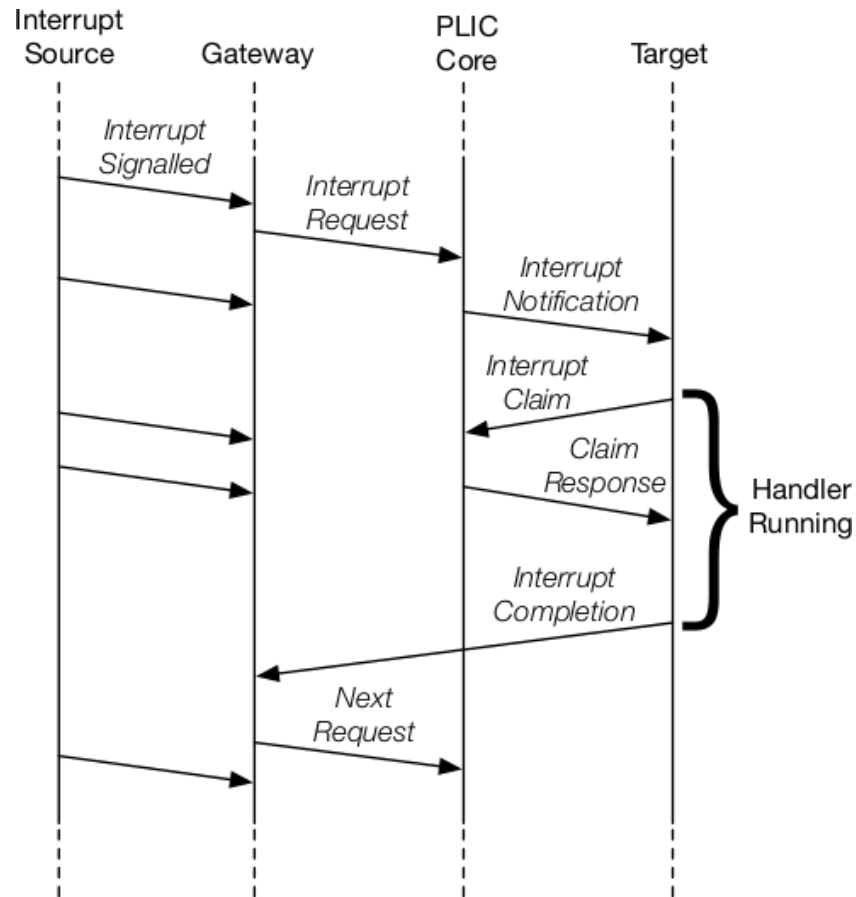 Interrupt
Source
Gateway
PLIC
Core
Target
Interrupt
Signalled
Interrupt
Request
Interrupt
Notification
Interrupt
Claim
Claim
Response
Handler
Running
Interrupt
Completion
Next
Request